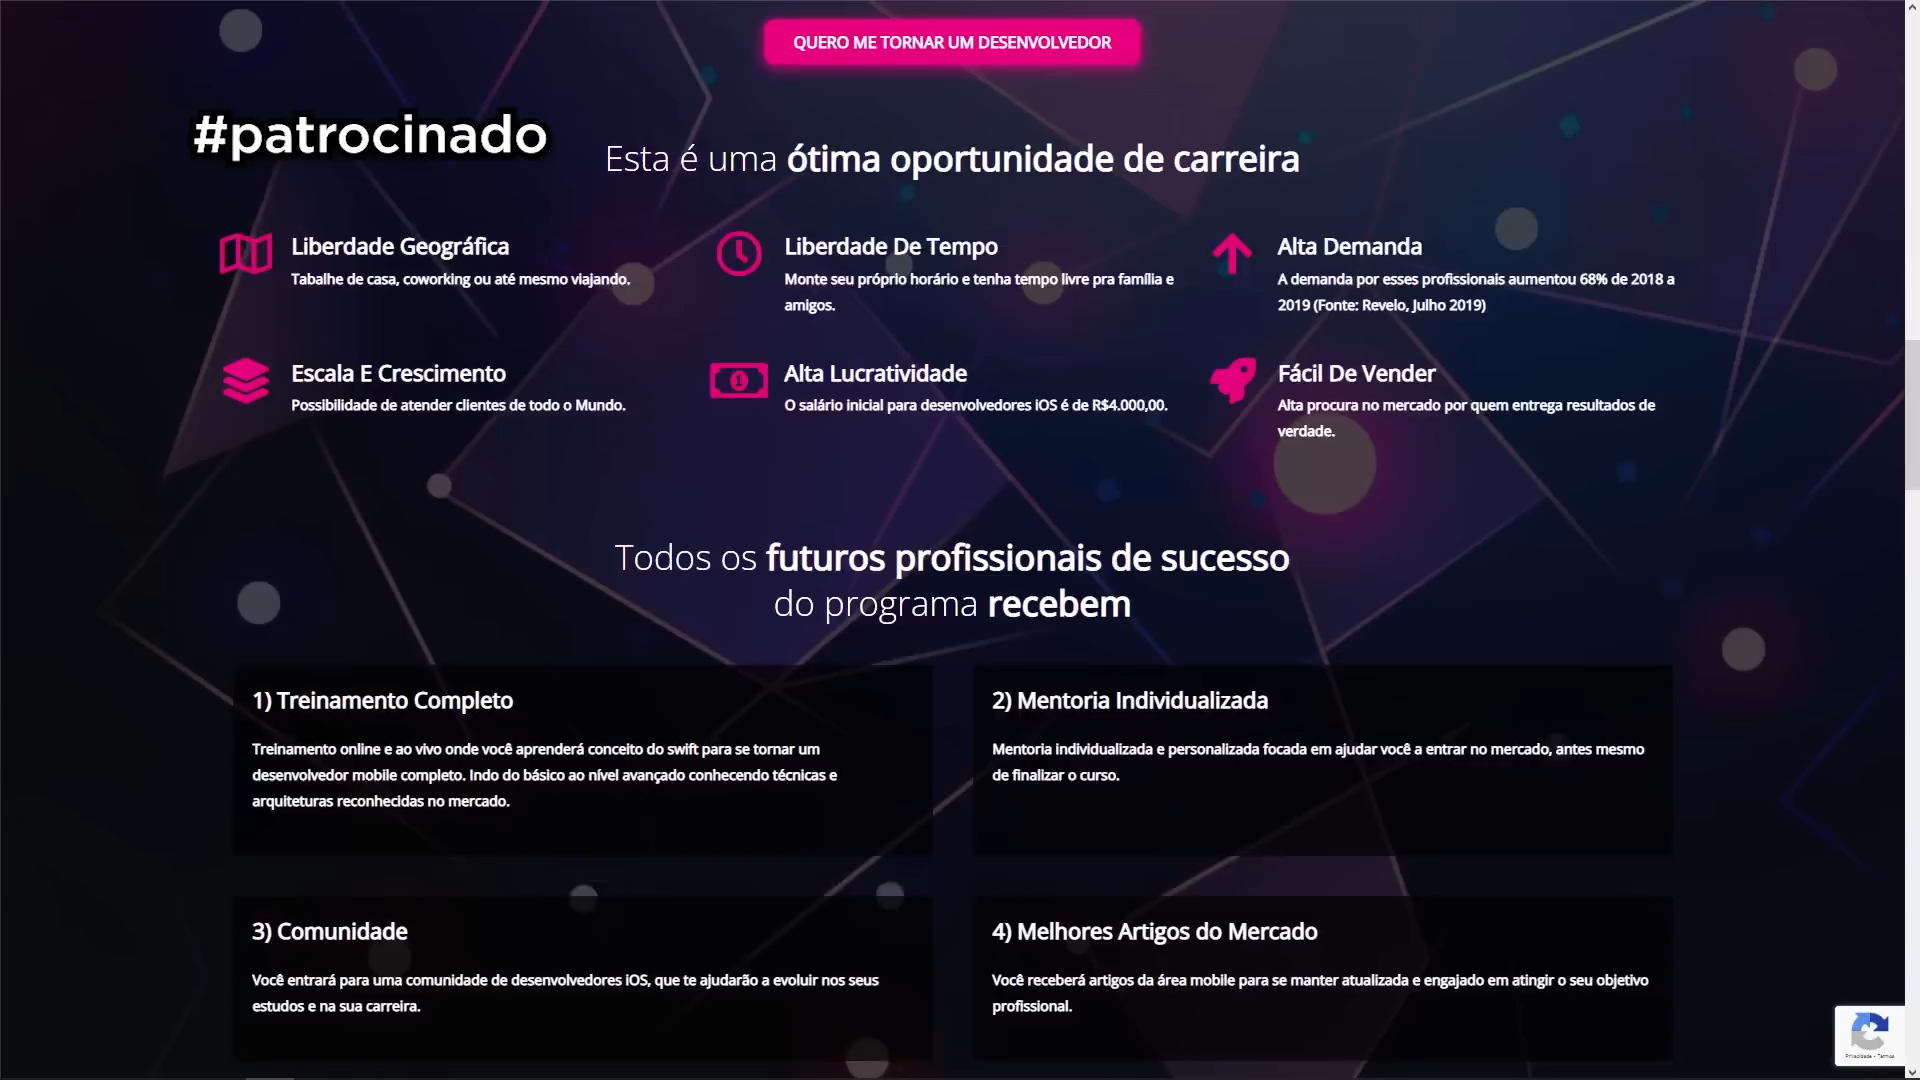 QUERO ME TORNAR UM DESENVOLVEDOR
#patrocinado
Esta é uma ótima oportunidade de carreira
Liberdade Geográfica
Tabalhe de casa, coworking ou até mesmo viajando.
Liberdade De Tempo
Monte seu próprio horário e tenha tempo livre pra família e
amigos.
Alta Demanda
A demanda por esses profissionais aumentou 68% de 2018 a
2019 (Fonte: Revelo, Julho 2019)
Escala E Crescimento
Possibilidade de atender clientes de todo o Mundo.
Alta Lucratividade
O salário inicial para desenvolvedores iOS é de R$4.000,00.
Fácil De Vender
Alta procura no mercado por quem entrega resultados de
verdade.
Todos os futuros profissionais de sucesso
do programa recebem
1) Treinamento Completo
Treinamento online e ao vivo onde você aprenderá conceito do swift para se tornar um
desenvolvedor mobile completo. Indo do básico ao nível avançado conhecendo técnicas e
arquiteturas reconhecidas no mercado.
2) Mentoria Individualizada
Mentoria individualizada e personalizada focada em ajudar você a entrar no mercado, antes mesmo
de finalizar o curso.
3) Comunidade
Você entrará para uma comunidade de desenvolvedores iOS, que te ajudarão a evoluir nos seus
estudos e na sua carreira.
4) Melhores Artigos do Mercado
Você receberá artigos da área mobile para se manter atualizada e engajado em atingir o seu objetivo
profissional.
Privacidade - Termos